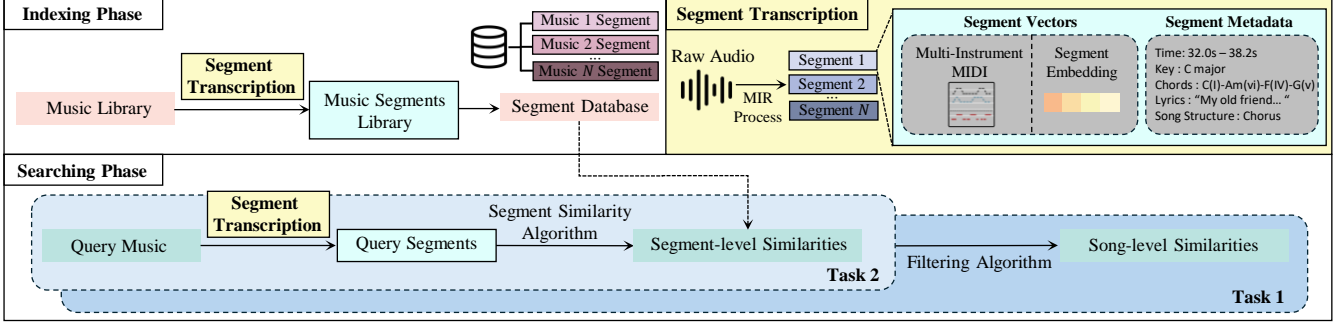 Indexing Phase
Music 1 Segment
Music 2 Segment
...
Music N Segment
Segment
Transcription
Music Library
Music Segments
Library
Segment Database
Segment Transcription
Raw Audio
MIR
Process
Segment 1
Segment 2
...
Segment N
Segment Vectors
Multi-Instrument
MIDI
Segment
Embedding
Segment Metadata
Time: 32.0s – 38.2s
Key : C major
Chords : C(I)-Am(vi)-F(IV)-G(v)
Lyrics : “My old friend... “
Song Structure : Chorus
Searching Phase
Segment
Transcription
Query Music
Query Segments
Segment Similarity
Algorithm
Segment-level Similarities
Task 2
Filtering Algorithm
Song-level Similarities
Task 1